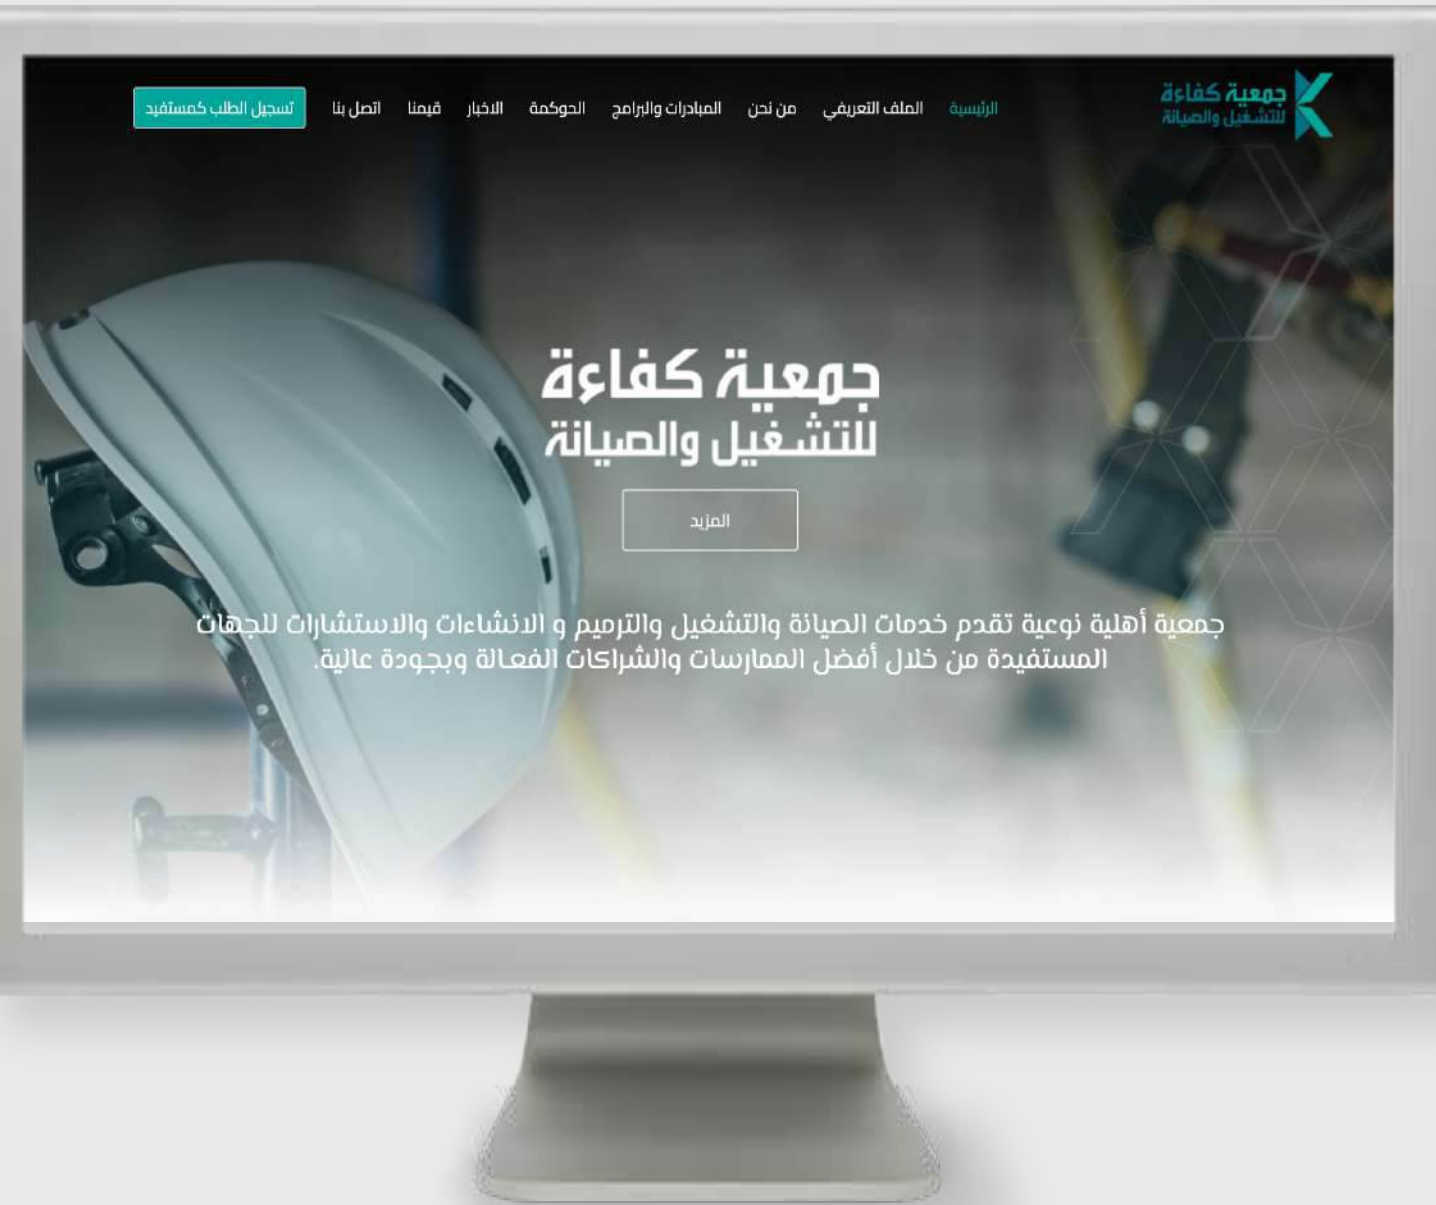 جمعية كفاءة
للتشغيل والصيانة
الرئيسية
الملف التعريفي
من نحن
المبادرات والبرامج
الحوكمة
الاخبار
قيمنا
اتصل بنا
تسجيل الطلب كمستفيد
جمعية كفاءة
للتشغيل والصيانة
المزيد
جمعية أهلية نوعية تقدم خدمات الصيانة والتشغيل والترميم و الانشاءات والاستشارات للجهات
المستفيدة من خلال أفضل الممارسات والشراكات الفعالة وبجودة عالية.